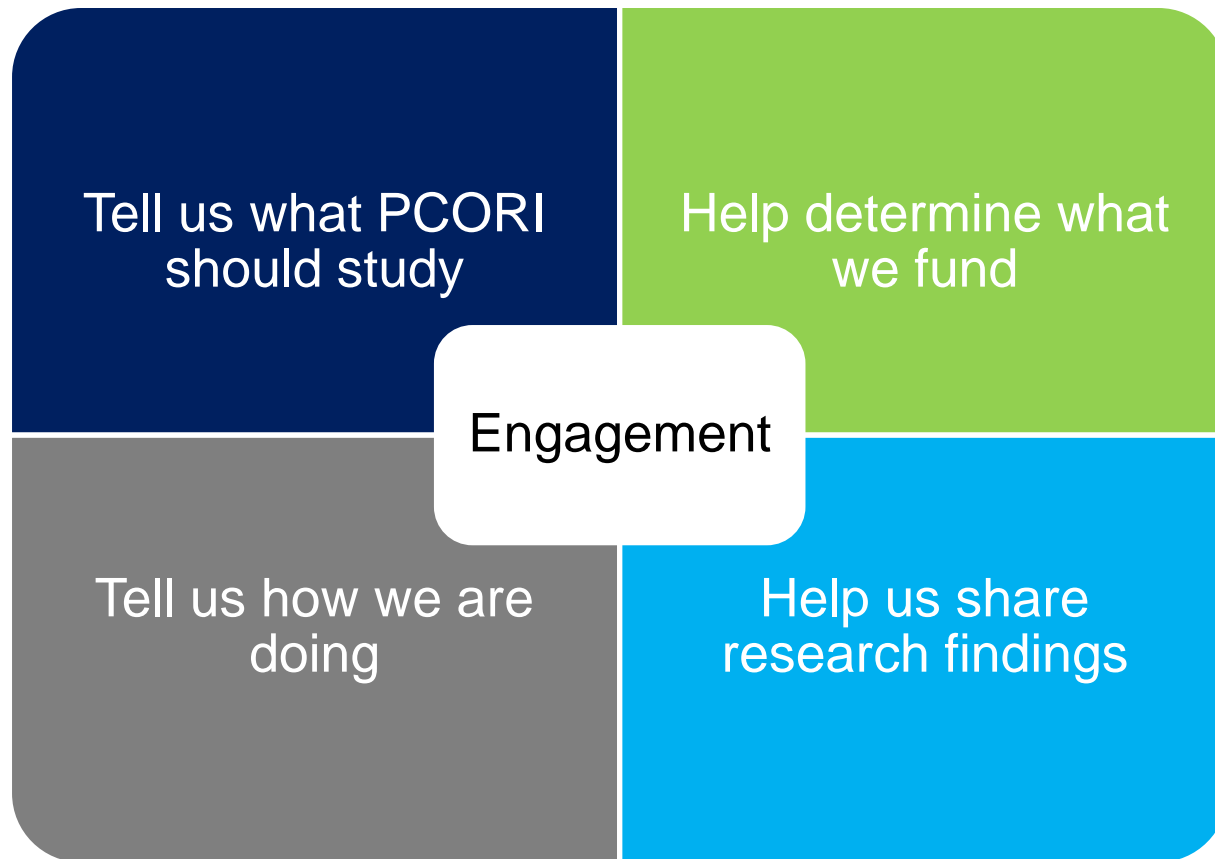 Tell us what PCORI
should study
Help determine what
we fund
Engagement
Tell us how we are
doing
Help us share
research findings